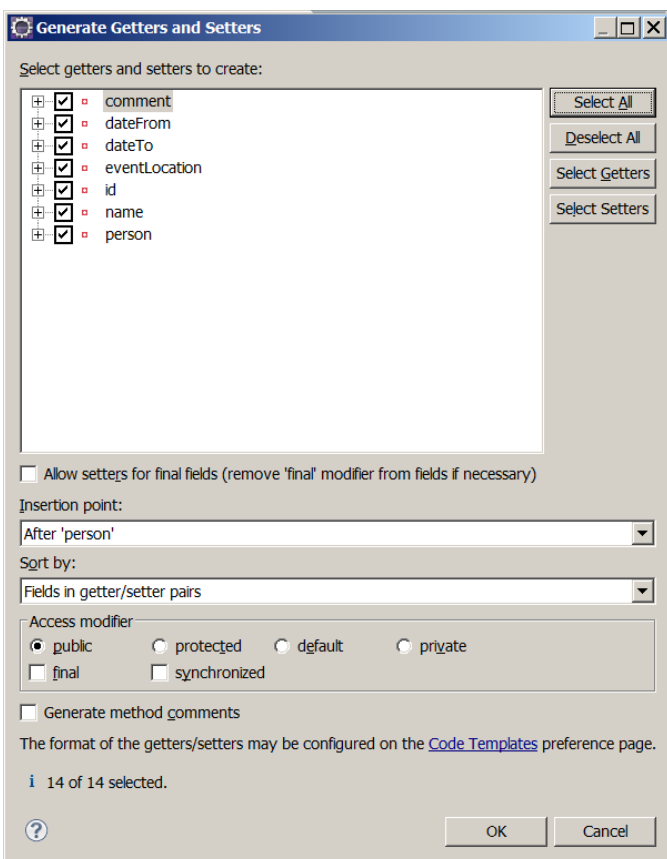 Generate Getters and Setters
Select getters and setters to create:
comment
dateFrom
dateTo
eventLocation
id
name
person
Select All
Deselect All
Select Getters
Select Setters
Allow setters for final fields (remove 'final' modifier from fields if necessary)
Insertion point:
After 'person'
Sort by:
Fields in getter/setter pairs
Access modifier
public protected default private
final synchronized
Generate method comments
The format of the getters/setters may be configured on the Code Templates preference page.
i 14 of 14 selected.
? OK Cancel